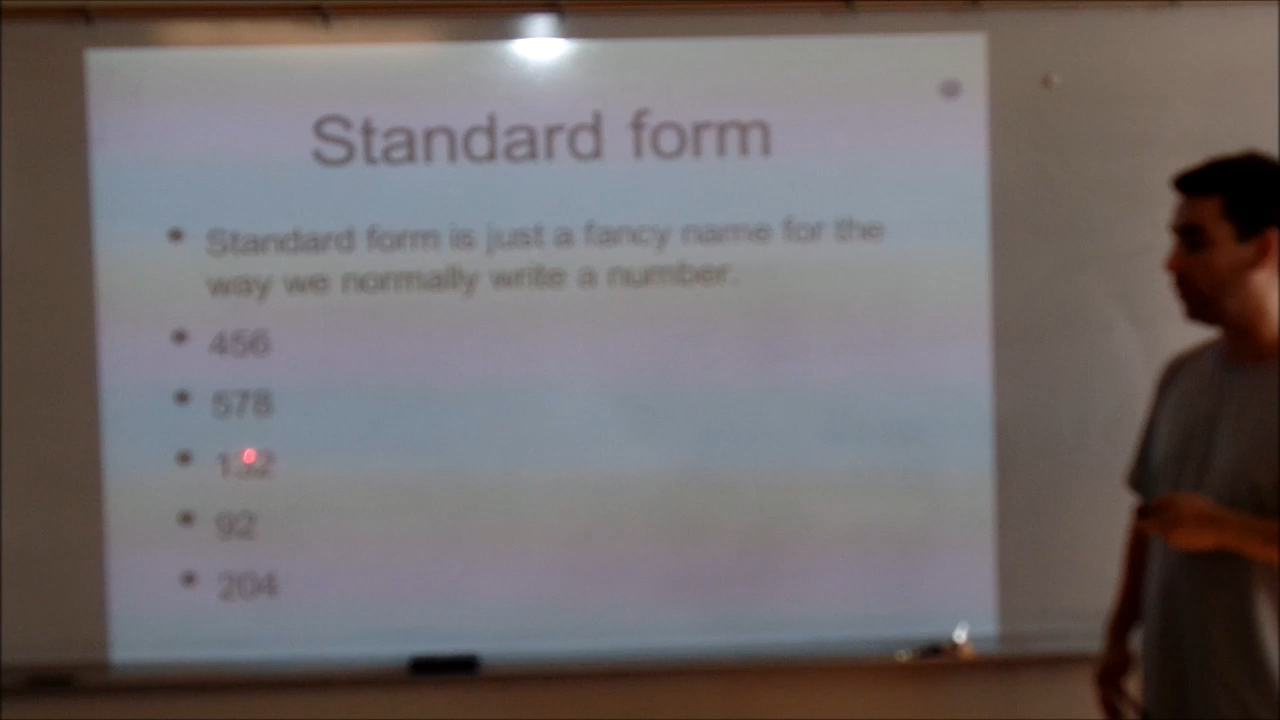 Standard form
• Standard form is just a fancy name for the
way we normally write a number.
• 456
• 578
• 132
• 92
• 204